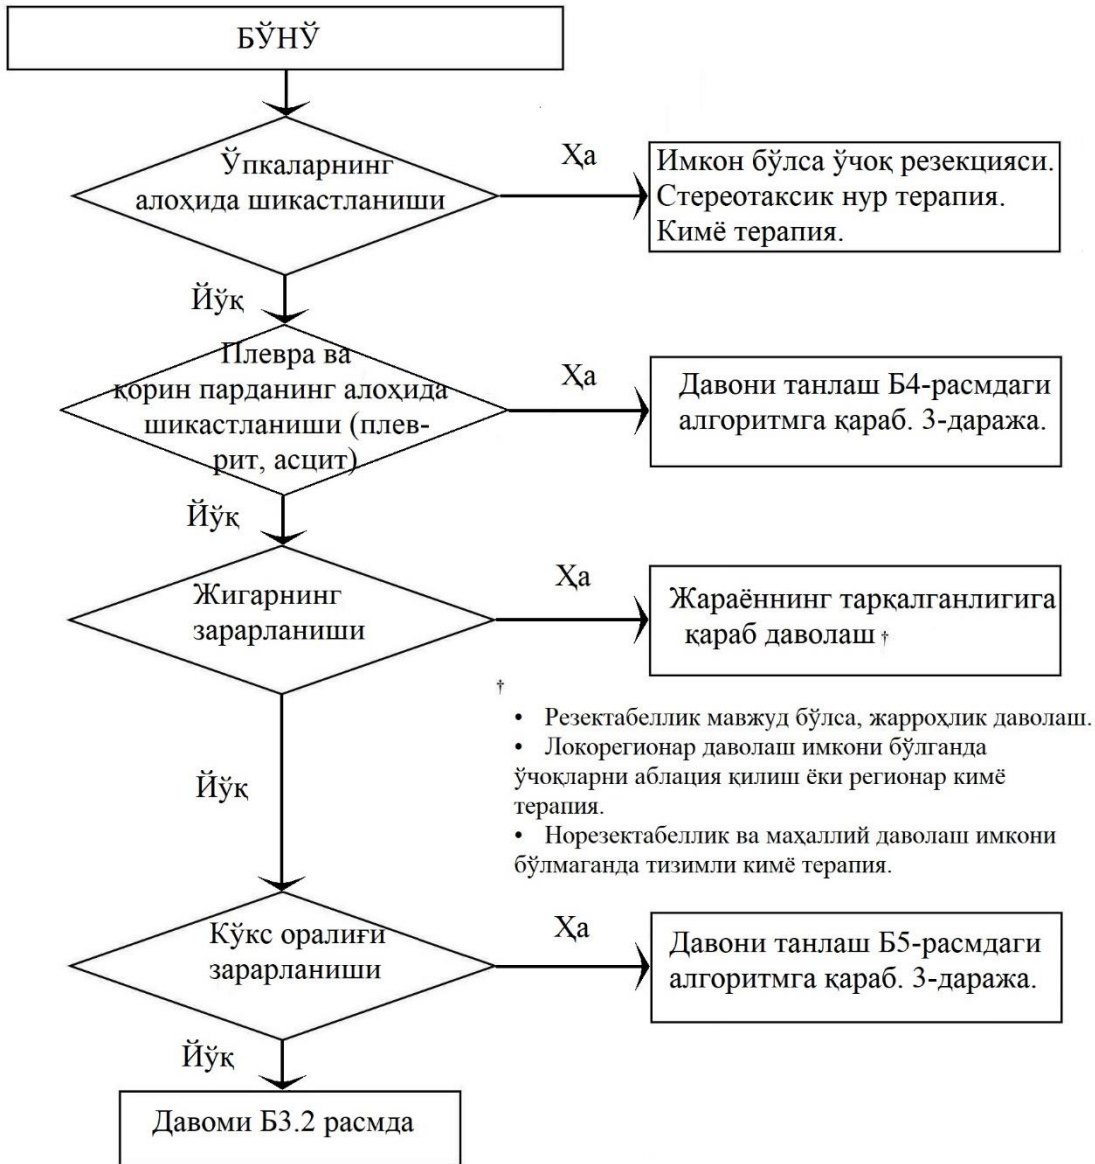 БЎНЎ
Ўпкаларнинг
алоҳида шикастланиши
Ҳа
Имкон бўлса ўчоқ резекцияси.
Стереотаксик нур терапия.
Кимё терапия.
Йўқ
Плевра ва
қорин парданинг алоҳида
шикастланиши (плев-
рит, асцит)
Ҳа
Давони танлаш Б4-расмдаги
алгоритмга қараб. 3-даража.
Йўқ
Жигарнинг
зарарланиши
Ҳа
Жараённинг тарқалганлигига
қараб даволаш †
†
• Резектабеллик мавжуд бўлса, жарроҳлик даволаш.
• Локорегионар даволаш имкони бўлганда
ўчоқларни аблация қилиш ёки регионар кимё
терапия.
• Норезектабеллик ва маҳаллий даволаш имкони
бўлмаганда тизимли кимё терапия.
Йўқ
Кўкс оралиғи
зарарланиши
Ҳа
Давони танлаш Б5-расмдаги
алгоритмга қараб. 3-даража.
Йўқ
Давоми Б3.2 расмда